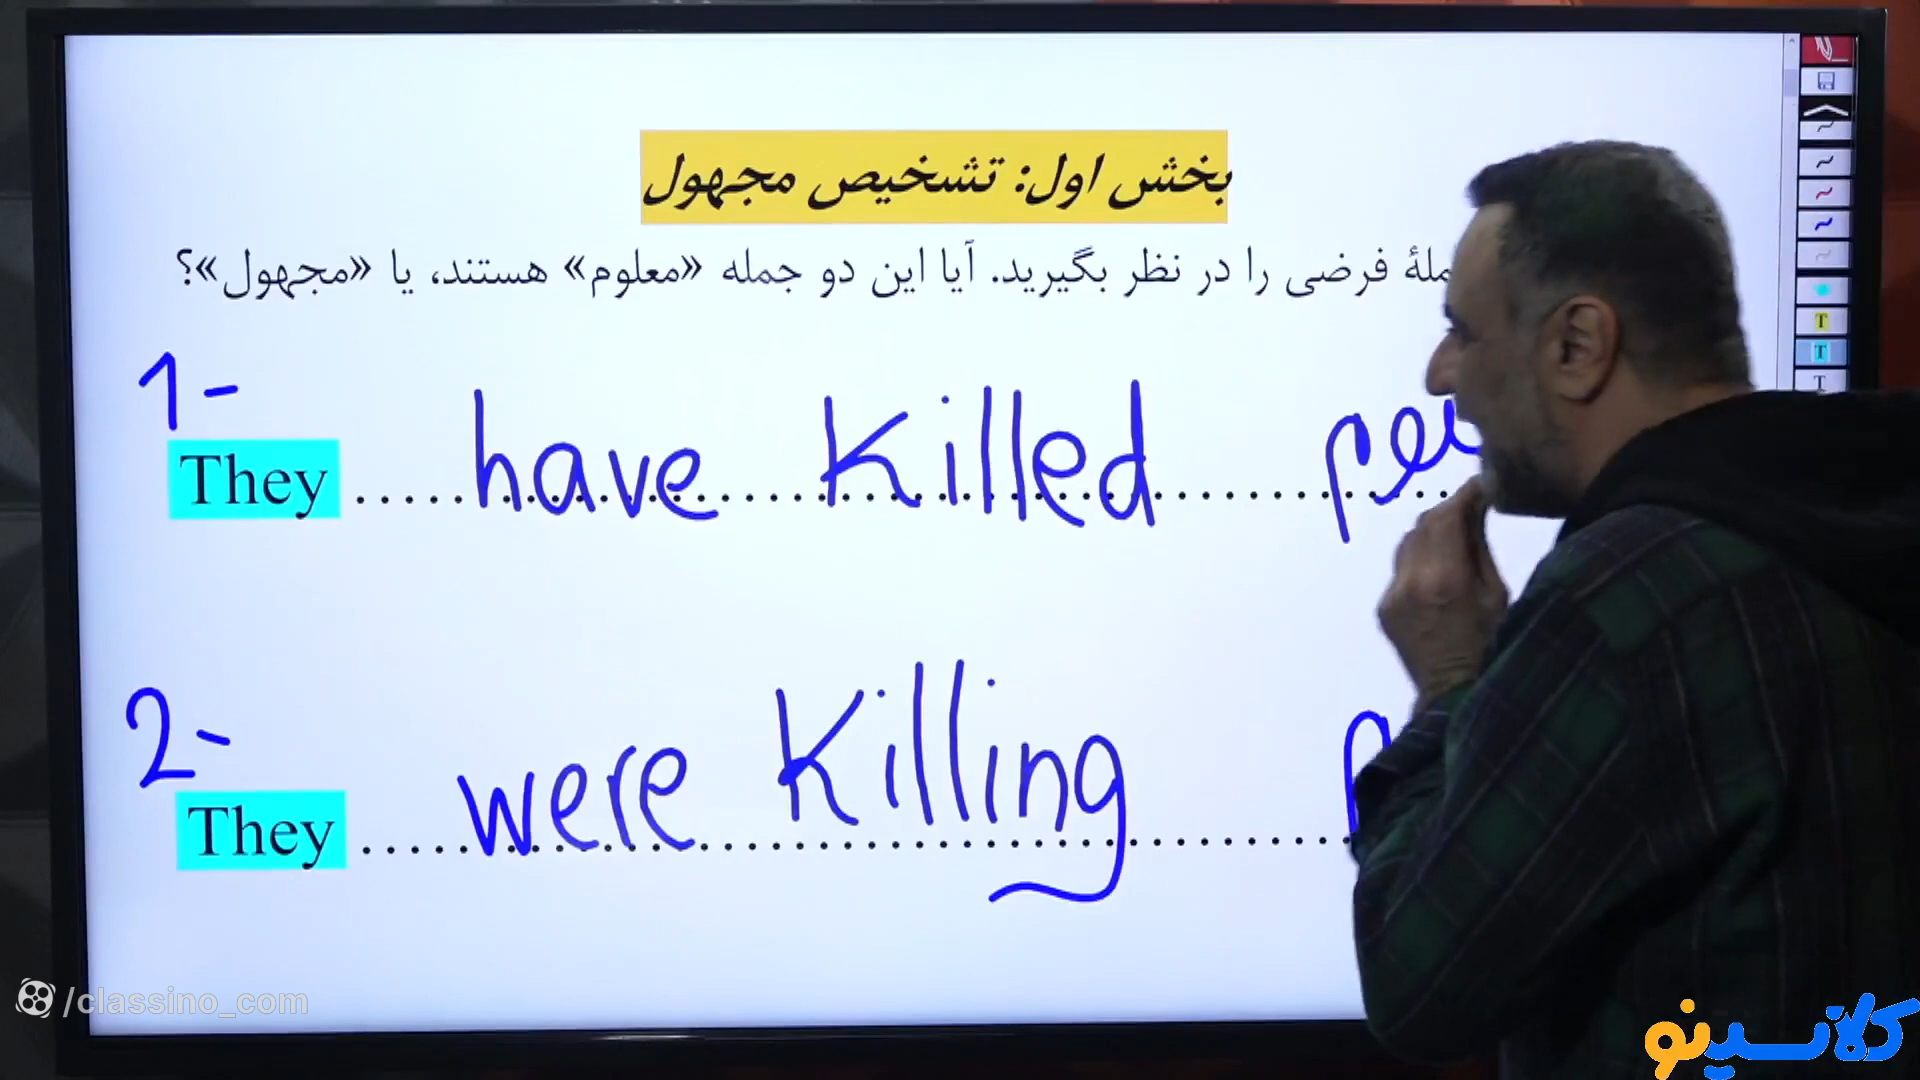 بخش اول: تشخیص مجهول
فرضی را در نظر بگیرید. آیا این دو جمله «معلوم» هستند، یا «مجهول»؟
1-
They ..... have killed
2-
They ..... were killing
/classino_com
کلاسینو